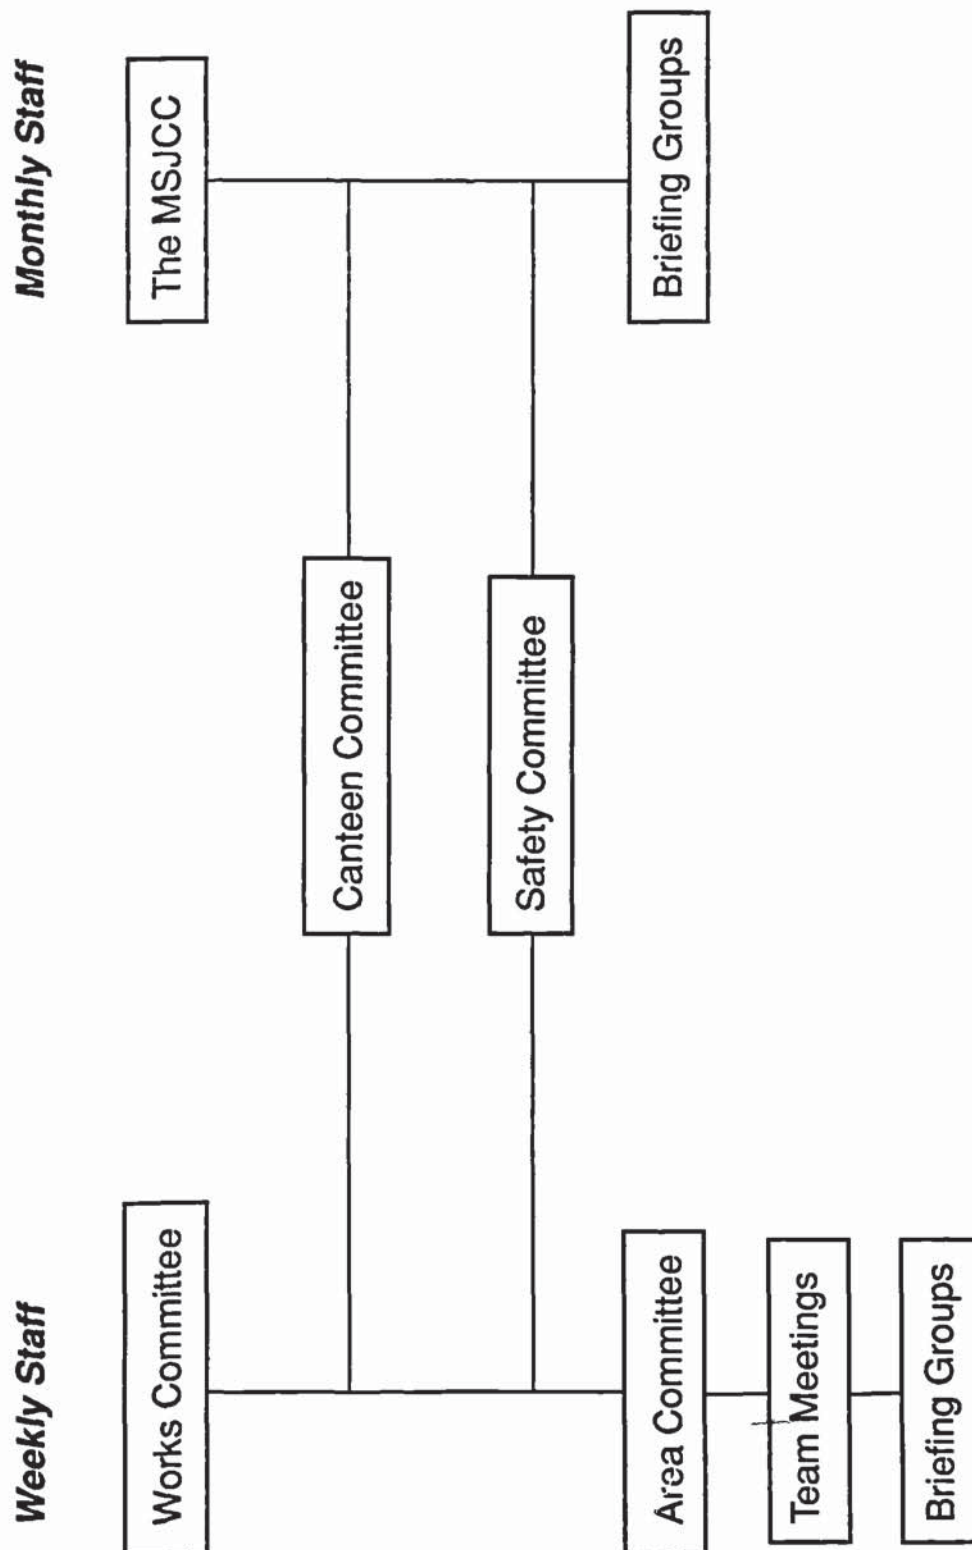 Weekly Staff
Monthly Staff
Works Committee
The MSJCC
Canteen Committee
Safety Committee
Area Committee
Briefing Groups
Team Meetings
Briefing Groups